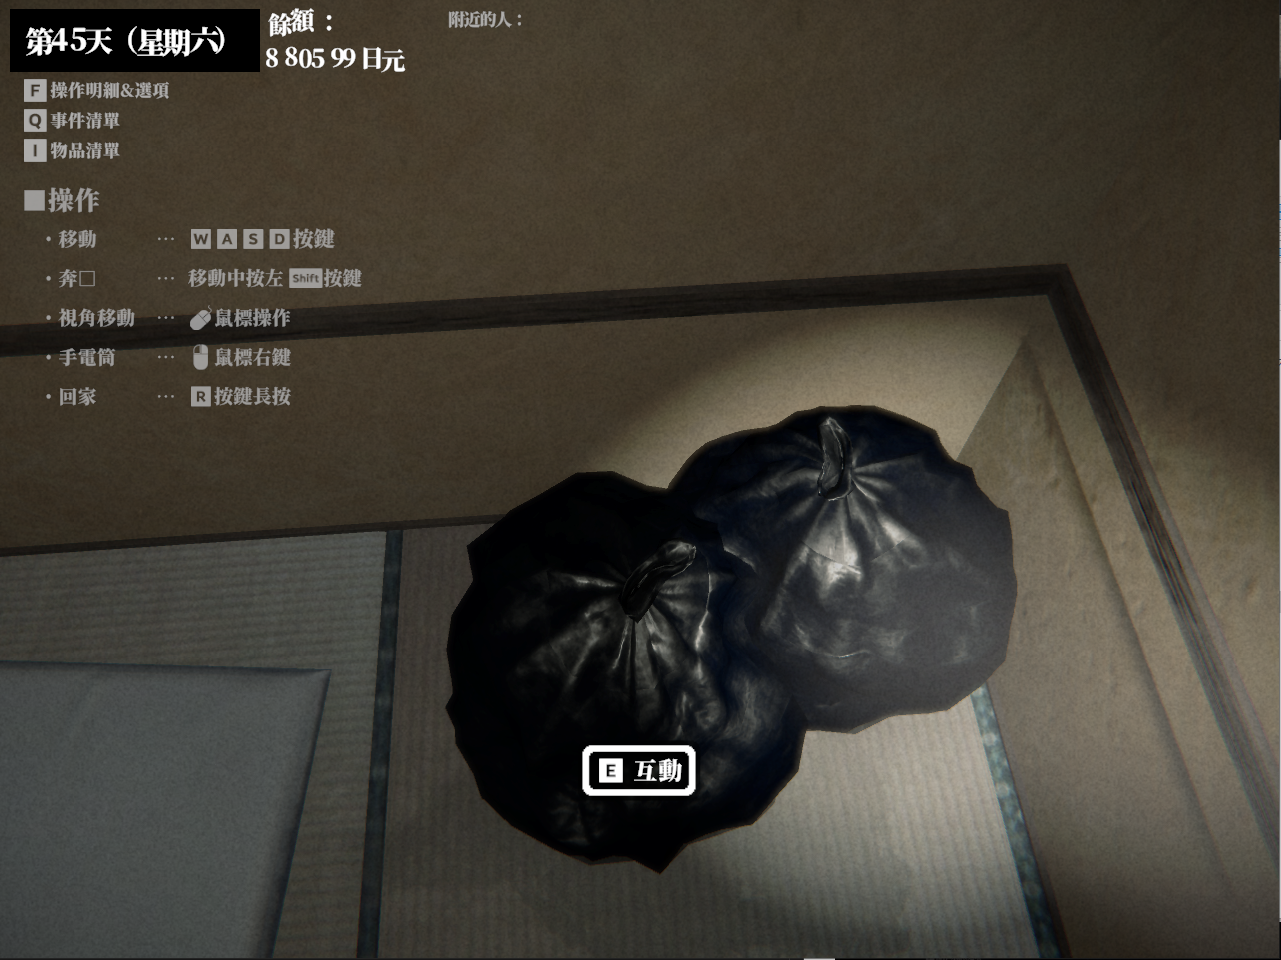 第45天（星期六）
餘額：
8 805 99 日元
附近的人：
F 操作明細&選項
Q 事件清單
I 物品清單
■操作
・移動 … W A S D 按鍵
・奔□ … 移動中按左 Shift 按鍵
・視角移動 … 鼠標操作
・手電筒 … 鼠標右鍵
・回家 … R 按鍵長按
E 互動